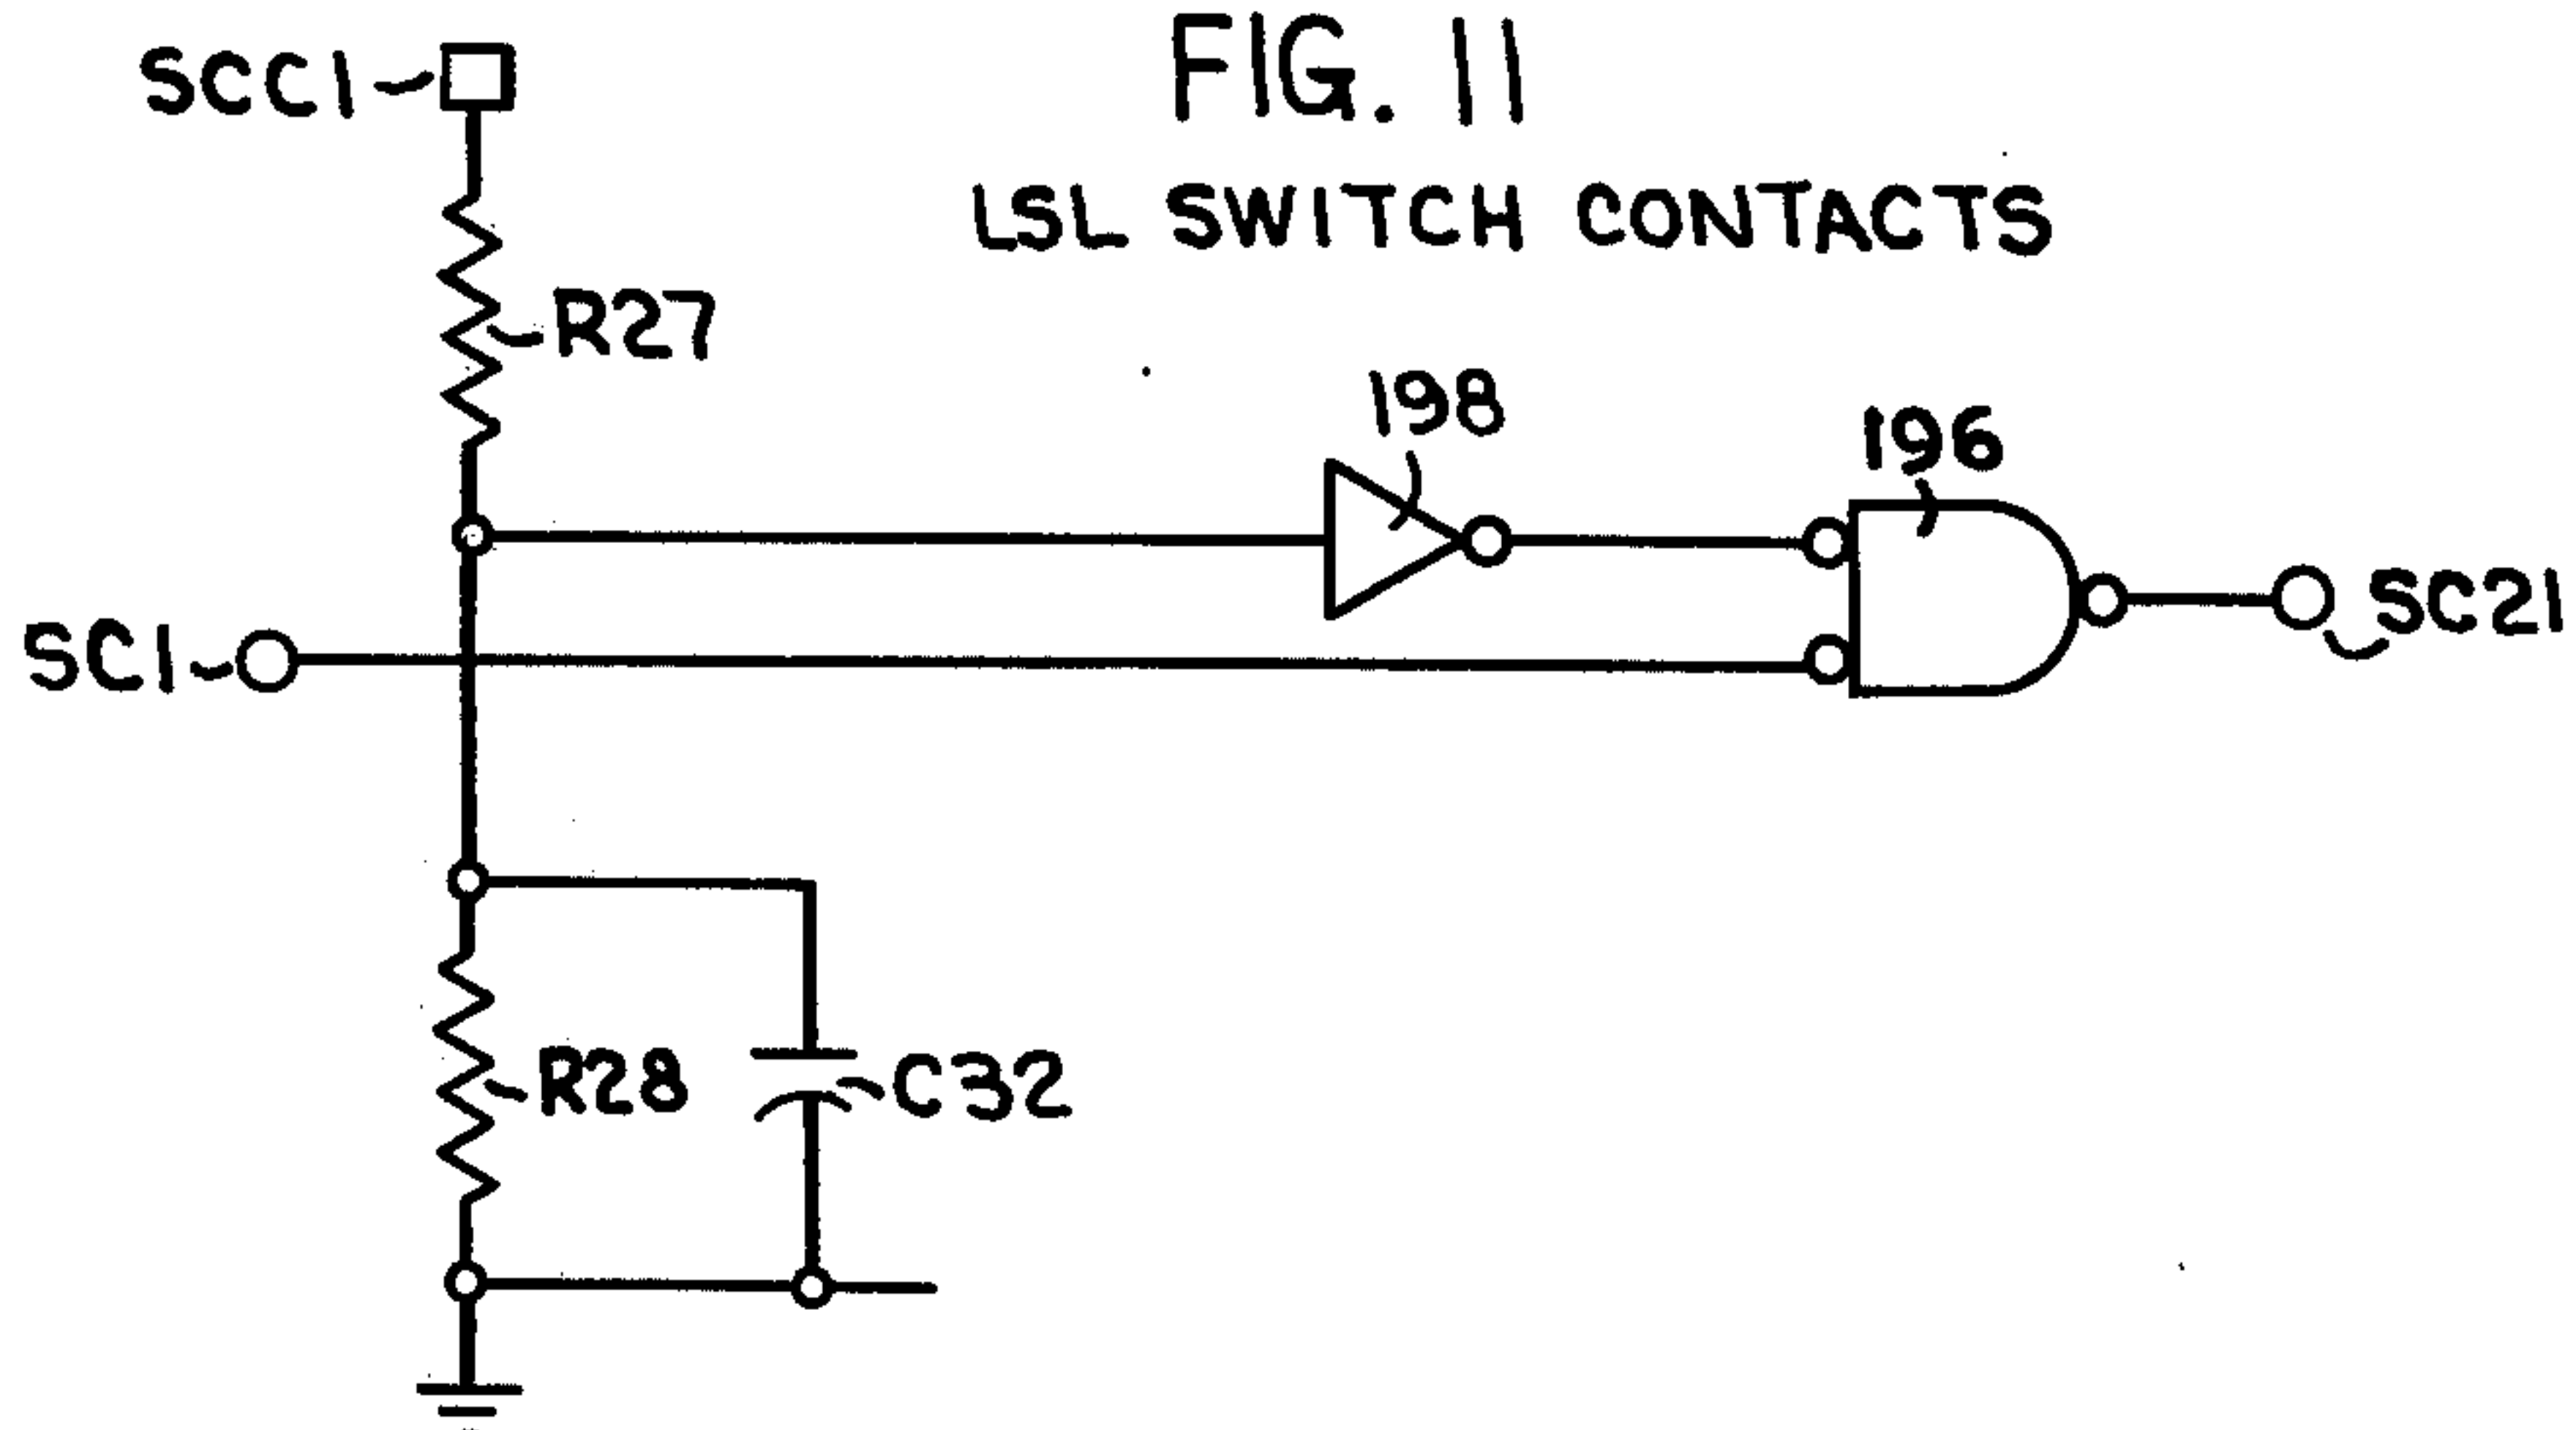 FIG. 11
LSL SWITCH CONTACTS
SCC1
R27
198
196
SC1
SC21
R28
C32